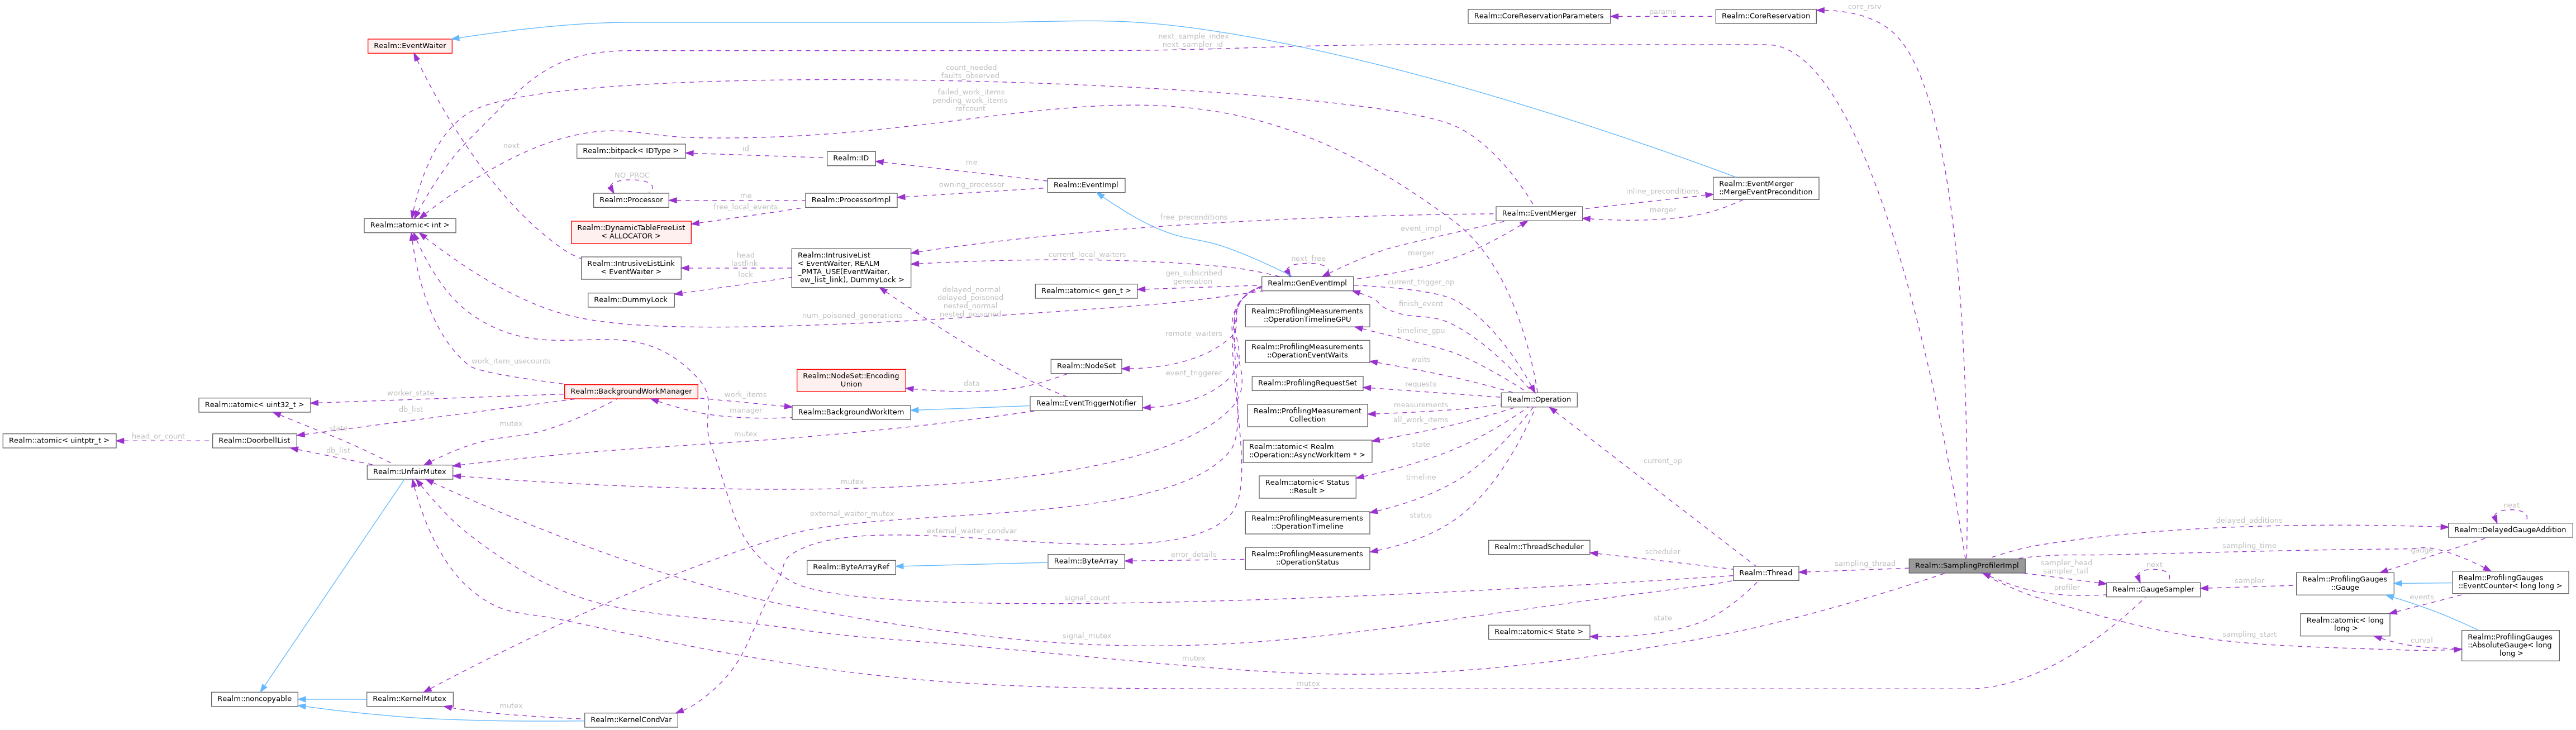 Realm::CoreReservationParameters
params
Realm::CoreReservation
core_rsrv
Realm::EventWaiter
next_sample_index
next_sampler_id
count_needed
faults_observed
failed_work_items
pending_work_items
refcount
next
Realm::bitpack< IDType >
id
Realm::ID
me
NO_PROC
Realm::Processor
me
free_local_events
Realm::ProcessorImpl
owning_processor
Realm::EventImpl
Realm::DynamicTableFreeList
< ALLOCATOR >
Realm::atomic< int >
free_preconditions
Realm::EventMerger
inline_preconditions
merger
Realm::EventMerger
::MergeEventPrecondition
event_impl
merger
Realm::IntrusiveListLink
< EventWaiter >
head
lastlink
lock
Realm::IntrusiveList
< EventWaiter, REALM
_PMTA_USE(EventWaiter,
ew_list_link), DummyLock >
current_local_waiters
next_free
Realm::GenEventImpl
gen_subscribed
generation
Realm::atomic< gen_t >
Realm::DummyLock
current_trigger_op
finish_event
num_poisoned_generations
delayed_normal
delayed_poisoned
nested_normal
nested_poisoned
Realm::ProfilingMeasurements
::OperationTimelineGPU
timeline_gpu
remote_waiters
Realm::ProfilingMeasurements
::OperationEventWaits
waits
work_item_usecounts
Realm::NodeSet
event_triggerer
Realm::NodeSet::Encoding
Union
data
Realm::ProfilingRequestSet
requests
Realm::BackgroundWorkManager
worker_state
work_items
manager
Realm::BackgroundWorkItem
Realm::EventTriggerNotifier
Realm::Operation
measurements
Realm::ProfilingMeasurement
Collection
all_work_items
Realm::atomic< uint32_t >
db_list
mutex
mutex
state
Realm::atomic< uintptr_t >
head_or_count
Realm::DoorbellList
db_list
Realm::atomic< Realm
::Operation::AsyncWorkItem * >
state
current_op
Realm::UnfairMutex
mutex
Realm::atomic< Status
::Result >
timeline
external_waiter_mutex
Realm::ProfilingMeasurements
::OperationTimeline
status
external_waiter_condvar
Realm::ByteArrayRef
Realm::ByteArray
error_details
Realm::ProfilingMeasurements
::OperationStatus
Realm::ThreadScheduler
scheduler
Realm::Thread
sampling_thread
Realm::SamplingProfilerImpl
delayed_additions
sampling_time
next
Realm::DelayedGaugeAddition
gauge
sampler_head
sampler_tail
next
profiler
Realm::GaugeSampler
sampler
Realm::ProfilingGauges
::Gauge
Realm::ProfilingGauges
::EventCounter< long long >
events
Realm::atomic< long
long >
curval
sampling_start
Realm::ProfilingGauges
::AbsoluteGauge< long
long >
signal_count
state
Realm::atomic< State >
signal_mutex
mutex
mutex
Realm::noncopyable
Realm::KernelMutex
mutex
Realm::KernelCondVar